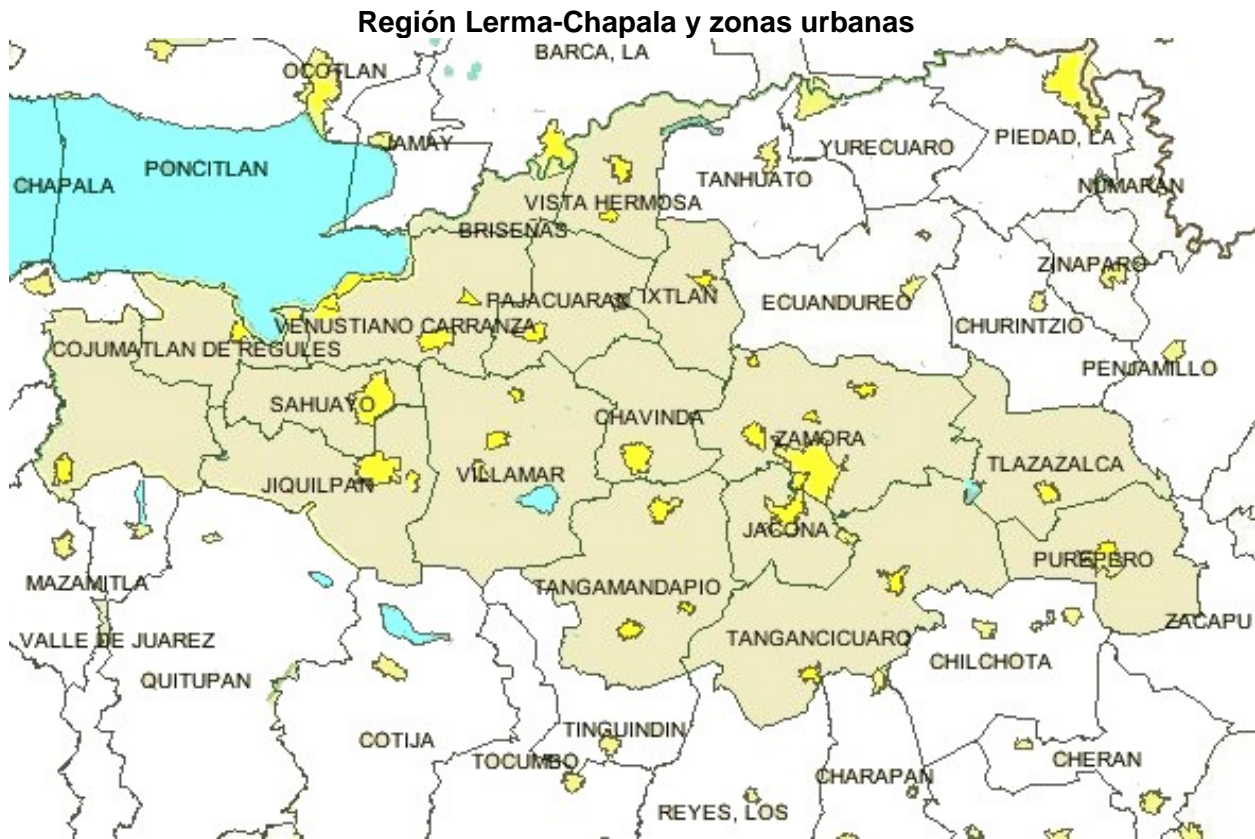 Región Lerma-Chapala y zonas urbanas
BARCA, LA
OCOTLAN
JAMAY
PIEDAD, LA
YURECUARO
PONCITLAN
CHAPALA
TANHUATO
NUMARAN
VISTA HERMOSA
BRISEÑAS
ZINAPARO
PAJACUARAN
IXTLAN
ECUANDUREO
VENUSTIANO CARRANZA
CHURINTZIO
COJUMATLAN DE REGULES
PENJAMILLO
SAHUAYO
CHAVINDA
ZAMORA
TLAZAZALCA
VILLAMAR
JIQUILPAN
JACONA
PUREPERO
MAZAMITLA
TANGAMANDAPIO
ZACAPU
VALLE DE JUAREZ
TANGANCICUARO
CHILCHOTA
QUITUPAN
TINGUINDIN
COTIJA
TOCUMBO
CHERAN
CHARAPAN
REYES, LOS